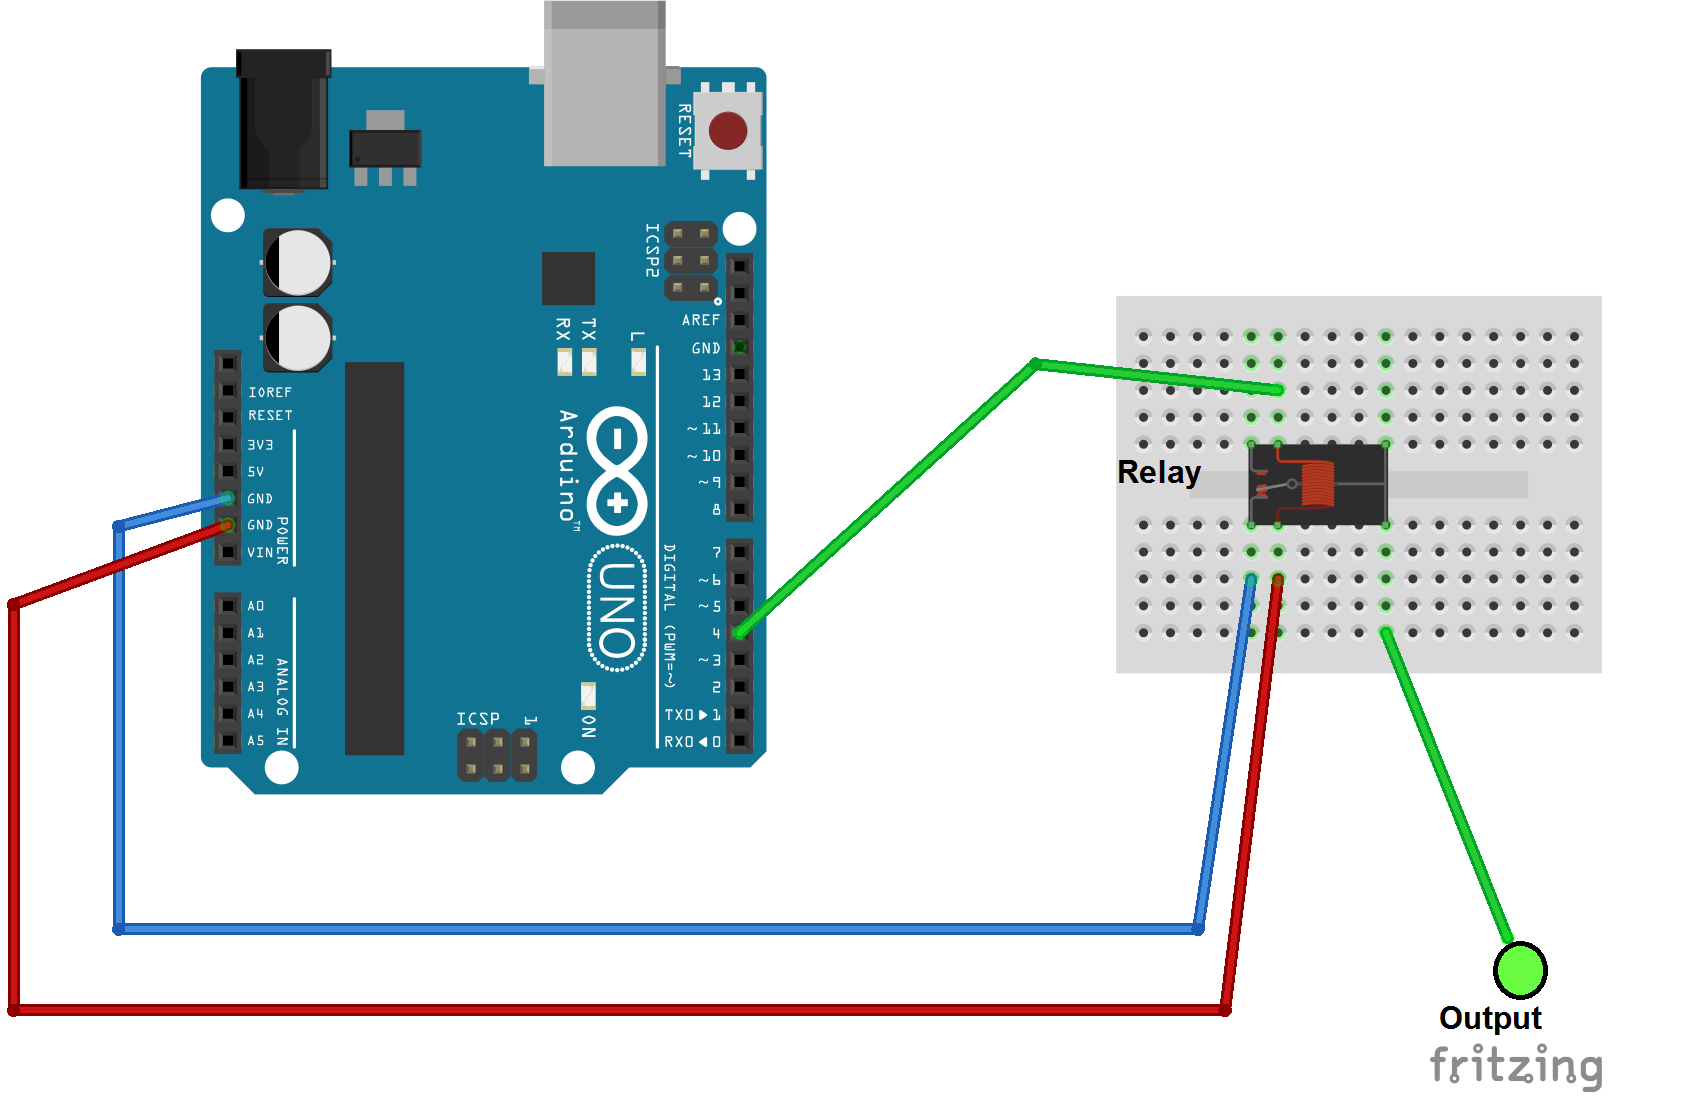 RESET
ICSP2
AREF
GND
13
12
~11
~10
~9
8
RX
TX
L
IOREF
RESET
3V3
5V
GND
GND
VIN
POWER
Arduino™
UNO
7
~6
~5
4
~3
2
TX0▶1
RX0◀0
DIGITAL (PWM=~)
A0
A1
A2
A3
A4
A5
ANALOG IN
ICSP
1
ON
Relay
Output
fritzing